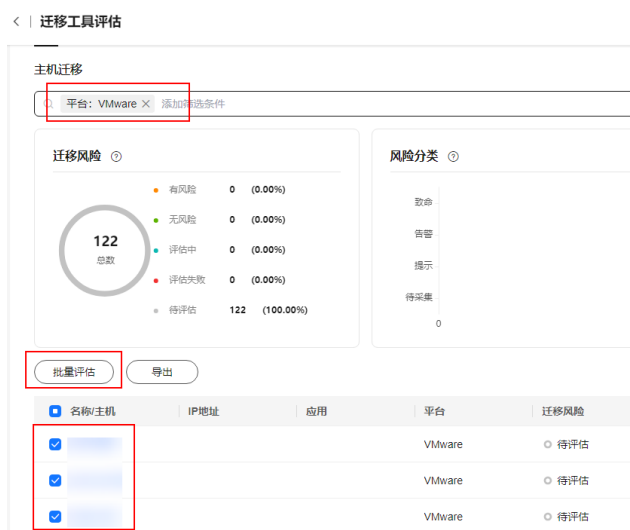 迁移工具评估
主机迁移
平台：VMware × 添加筛选条件
迁移风险
有风险 0 (0.00%)
无风险 0 (0.00%)
评估中 0 (0.00%)
评估失败 0 (0.00%)
待评估 122 (100.00%)
122
总数
风险分类
致命
告警
提示
待采集
0
批量评估 导出
名称/主机 IP地址 应用 平台 迁移风险
VMware 待评估
VMware 待评估
VMware 待评估